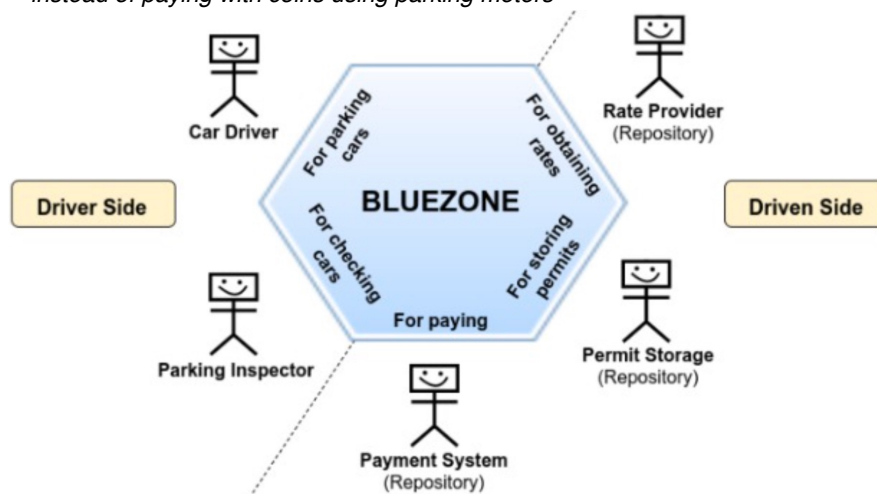 instead of paying with coins using parking meters
Car Driver
Rate Provider
(Repository)
For parking
cars
For obtaining
rates
Driver Side
BLUEZONE
Driven Side
For checking
cars
For storing
permits
For paying
Parking Inspector
Permit Storage
(Repository)
Payment System
(Repository)